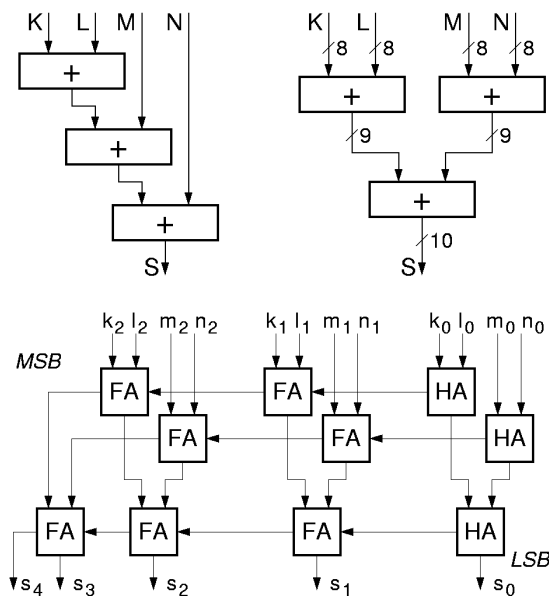 K L M N K L M N
8 8 8 8
+ + +
9 9
+
+ +
10
S S
k2 l2 m2 n2 k1 l1 m1 n1 k0 l0 m0 n0
MSB
FA FA HA
FA FA HA
FA FA FA HA
LSB
s4 s3 s2 s1 s0